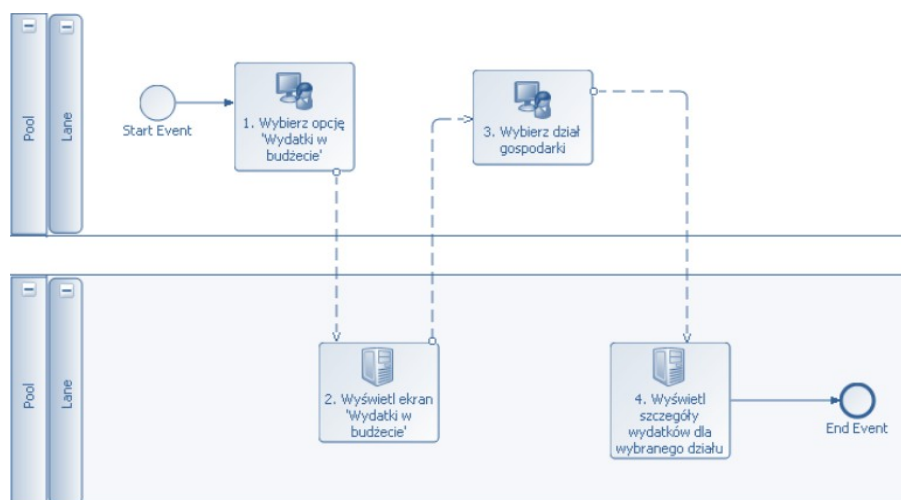 Pool
Lane
Start Event
1. Wybierz opcję
'Wydatki w
budżecie'
3. Wybierz dział
gospodarki
Pool
Lane
2. Wyświetl ekran
'Wydatki w
budżecie'
4. Wyświetl
szczegóły
wydatków dla
wybranego działu
End Event